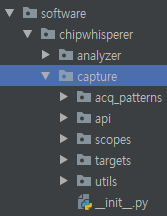 software
chipwhisperer
analyzer
capture
acq_patterns
api
scopes
targets
utils
__init__.py